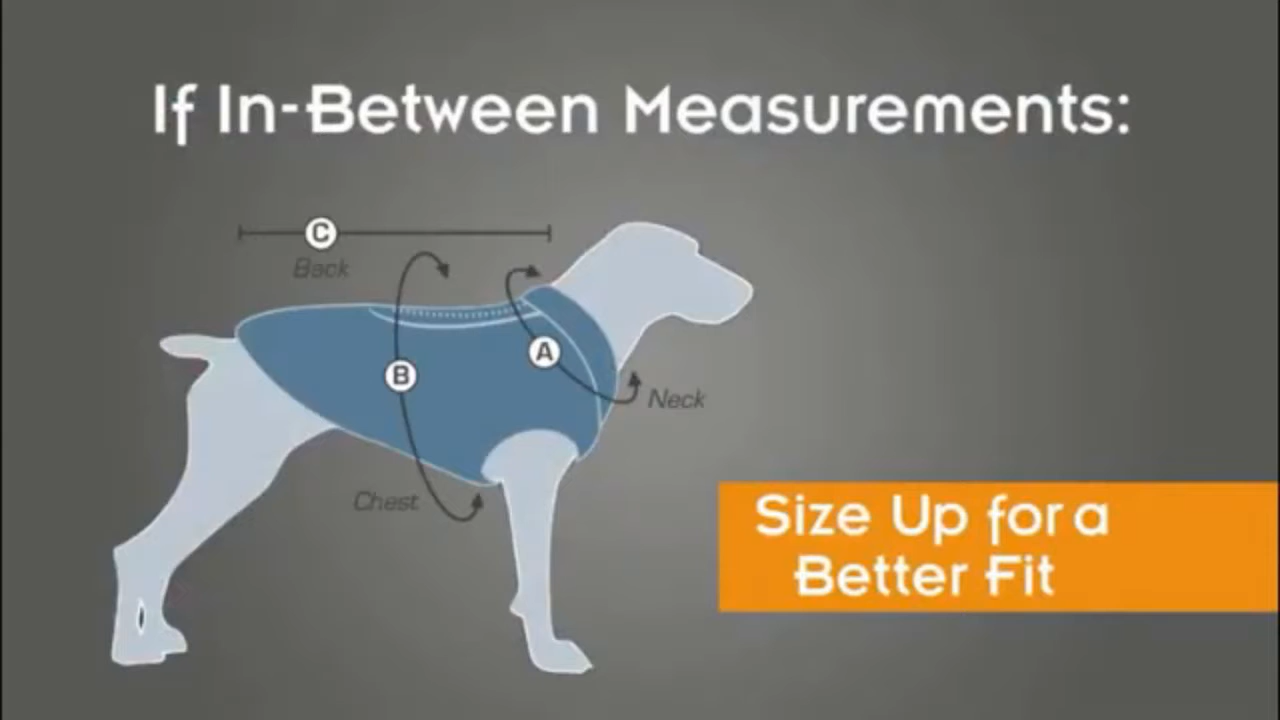 If In-Between Measurements:
C
Back
A
B
Neck
Chest
Size Up for a
Better Fit